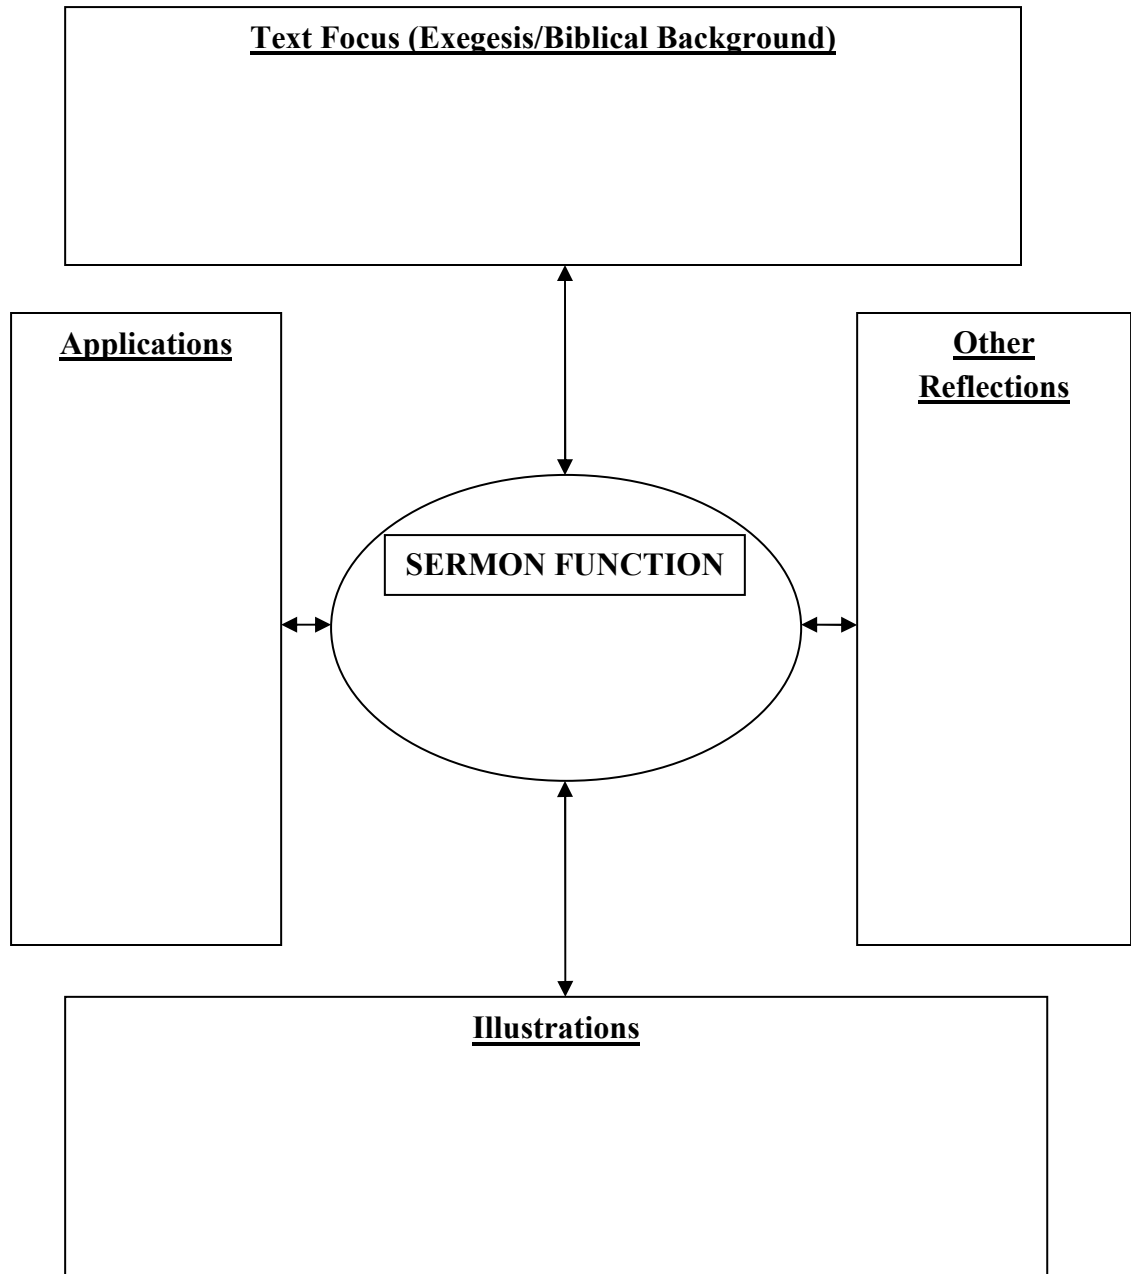 Text Focus (Exegesis/Biblical Background)
Applications
Other
Reflections
SERMON FUNCTION
Illustrations